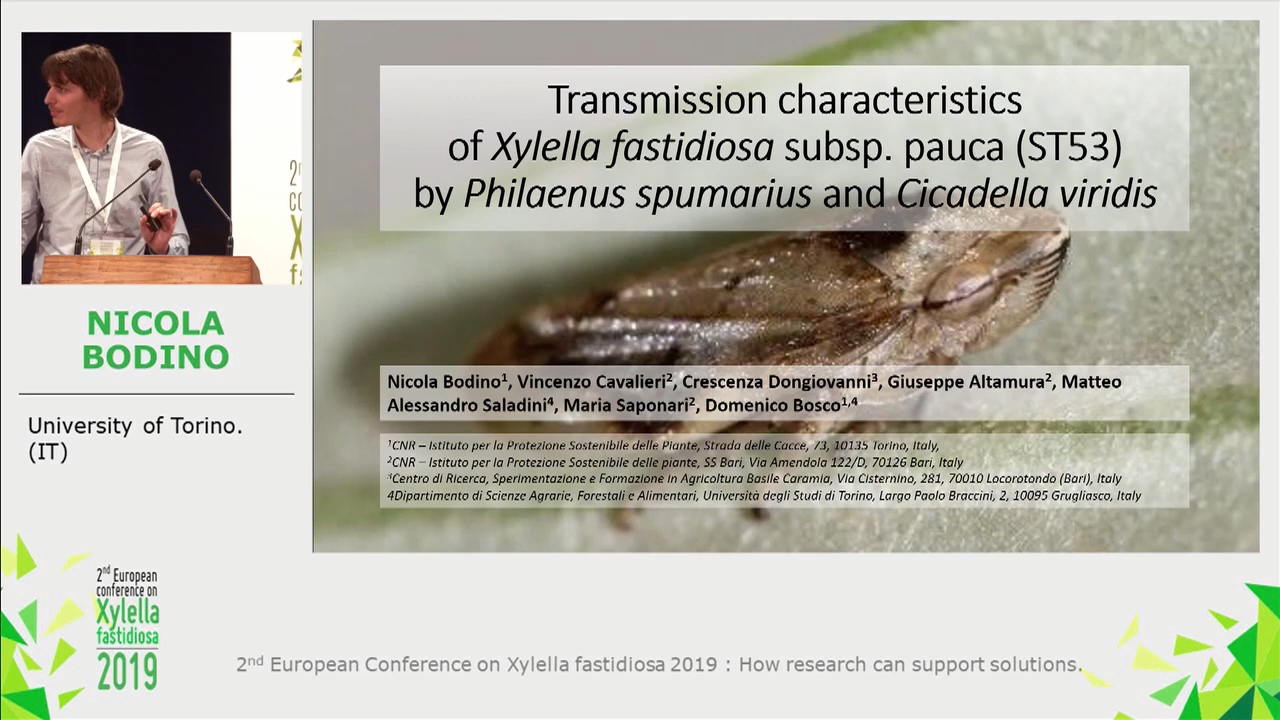 Transmission characteristics
of Xylella fastidiosa subsp. pauca (ST53)
by Philaenus spumarius and Cicadella viridis
Nicola Bodino¹, Vincenzo Cavalieri², Crescenza Dongiovanni³, Giuseppe Altamura², Matteo
Alessandro Saladini⁴, Maria Saponari², Domenico Bosco¹,⁴
¹CNR – Istituto per la Protezione Sostenibile delle Piante, Strada delle Cacce, 73, 10135 Torino, Italy,
²CNR – Istituto per la Protezione Sostenibile delle piante, SS Bari, Via Amendola 122/D, 70126 Bari, Italy
³Centro di Ricerca, Sperimentazione e Formazione in Agricoltura Basile Caramia, Via Cisternino, 281, 70010 Locorotondo (Bari), Italy
4Dipartimento di Scienze Agrarie, Forestali e Alimentari, Università degli Studi di Torino, Largo Paolo Braccini, 2, 10095 Grugliasco, Italy
NICOLA
BODINO
University of Torino.
(IT)
2nd European
conference on
Xylella
fastidiosa
2019
2nd European Conference on Xylella fastidiosa 2019 : How research can support solutions.